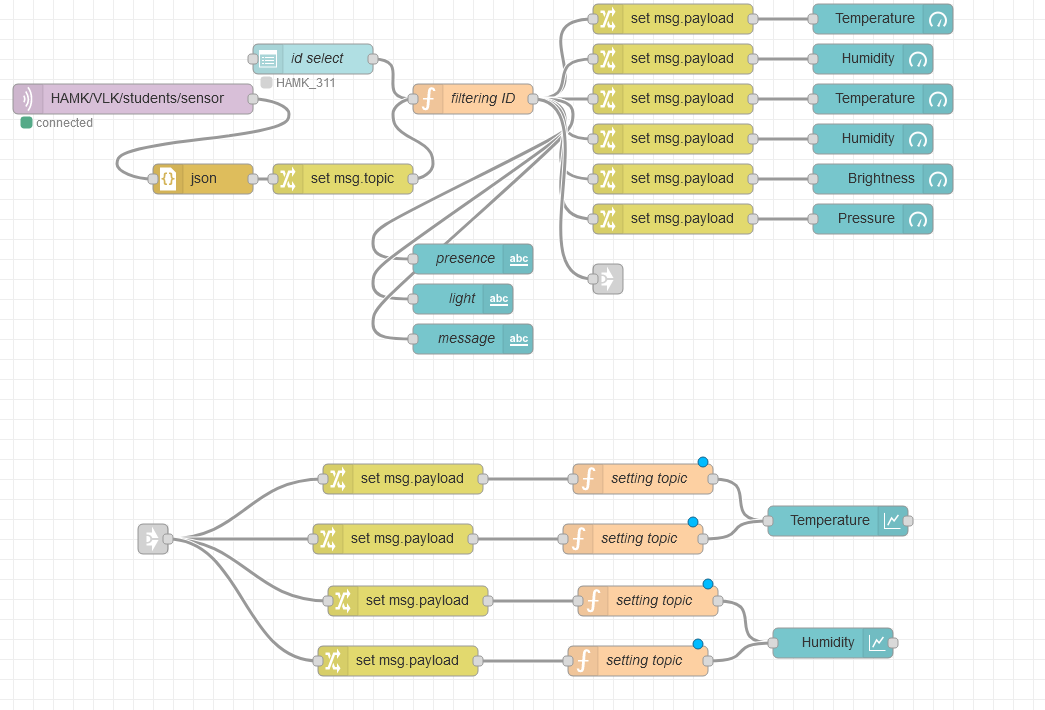 set msg.payload
Temperature
id select
set msg.payload
Humidity
HAMK_311
HAMK/VLK/students/sensor
filtering ID
set msg.payload
Temperature
connected
set msg.payload
Humidity
{}
json
set msg.topic
set msg.payload
Brightness
set msg.payload
Pressure
presence
abc
light
abc
message
abc
set msg.payload
setting topic
Temperature
set msg.payload
setting topic
set msg.payload
setting topic
Humidity
set msg.payload
setting topic